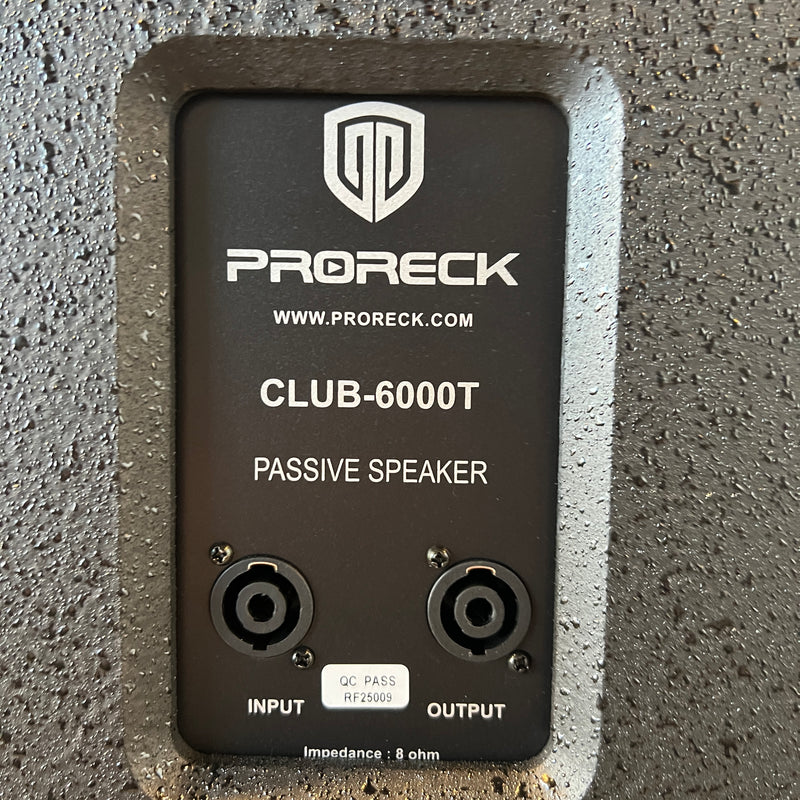 PRORECK
WWW.PRORECK.COM
CLUB-6000T
PASSIVE SPEAKER
QC PASS
RF25009
INPUT
OUTPUT
Impedance : 8 ohm